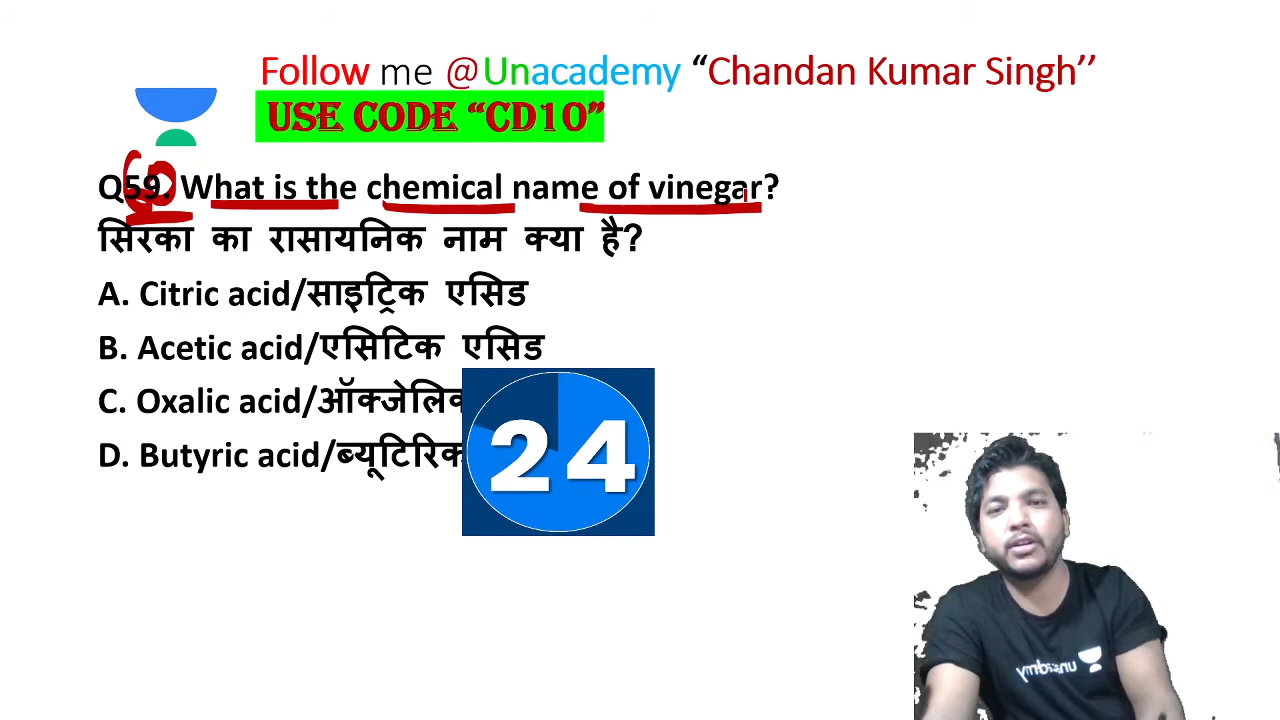 Follow me @Unacademy “Chandan Kumar Singh’’
USE CODE “CD10”
Q59. What is the chemical name of vinegar?
सिरका का रासायनिक नाम क्या है?
A. Citric acid/साइट्रिक एसिड
B. Acetic acid/एसिटिक एसिड
C. Oxalic acid/ऑक्जेलिक
D. Butyric acid/ब्यूटिरिक
24
unacademy